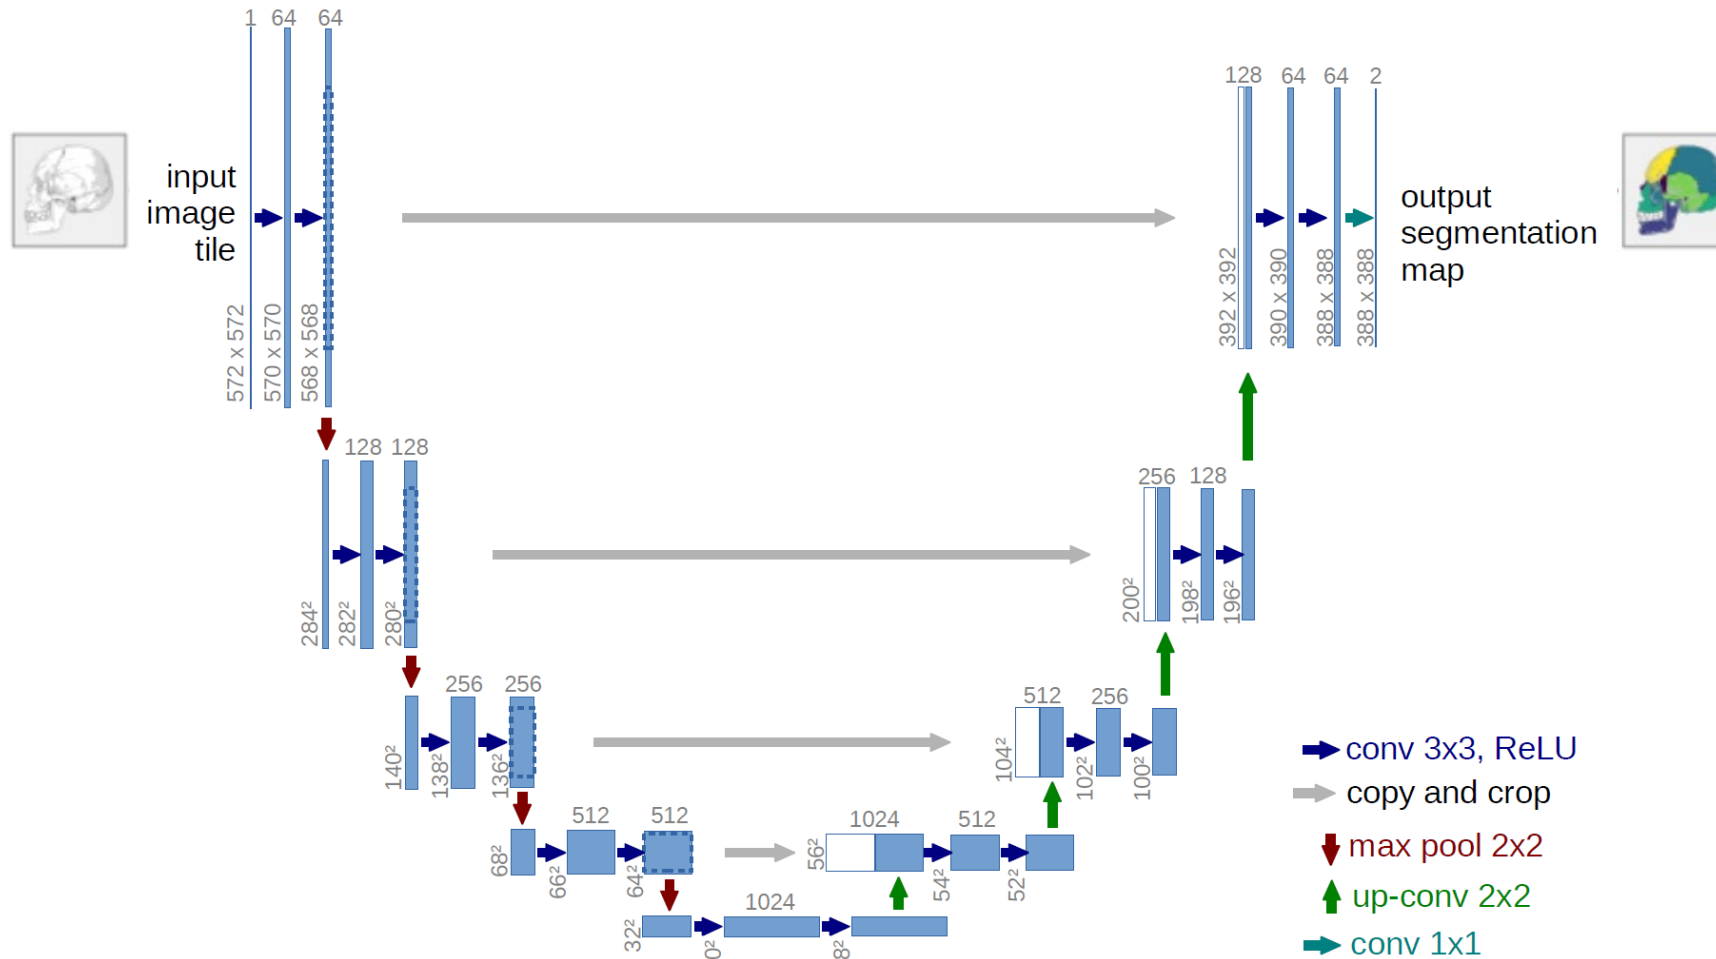 1 64 64
128 64 64 2
input
image
tile
output
segmentation
map
572 x 572
570 x 570
568 x 568
392 x 392
390 x 390
388 x 388
388 x 388
128 128
256 128
284²
282²
280²
200²
198²
196²
256 256
512 256
140²
138²
136²
104²
102²
100²
conv 3x3, ReLU
copy and crop
max pool 2x2
up-conv 2x2
conv 1x1
512 512
1024 512
68²
66²
64²
56²
54²
52²
1024
32²
0²
8²